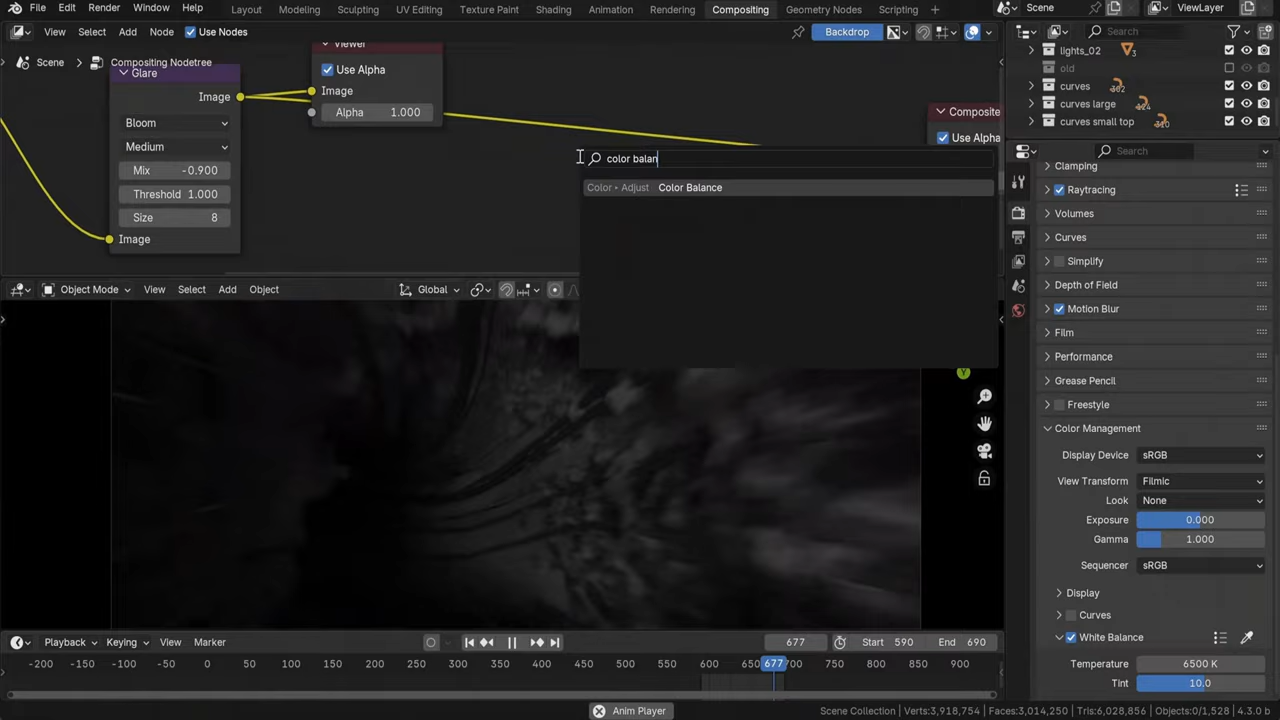 File Edit Render Window Help Layout Modeling Sculpting UV Editing Texture Paint Shading Animation Rendering Compositing Geometry Nodes Scripting Scene ViewLayer
View Select Add Node Use Nodes Backdrop Search
Scene Compositing Nodetree
Glare
Image
Bloom
Medium
Mix -0.900
Threshold 1.000
Size 8
Image
Viewer
Use Alpha
Image
Alpha 1.000
Composite
Use Alpha
color balan
Color Adjust Color Balance
lights_02 3
old
curves 302
curves large
curves small top 310
Search
Clamping
Raytracing
Volumes
Curves
Simplify
Depth of Field
Motion Blur
Film
Performance
Grease Pencil
Freestyle
Color Management
Display Device sRGB
View Transform Filmic
Look None
Exposure 0.000
Gamma 1.000
Sequencer sRGB
Display
Curves
White Balance
Temperature 6500 K
Tint 10.0
Object Mode View Select Add Object Global
Y
Playback Keying View Marker 677 Start 590 End 690
-200 -150 -100 -50 0 50 100 150 200 250 300 350 400 450 500 550 600 650 677 700 750 800 850 900
Anim Player
Scene Collection | Verts:3,918,754 | Faces:3,014,250 | Tris:6,028,856 | Objects:0/1,528 | 4.3.0 b